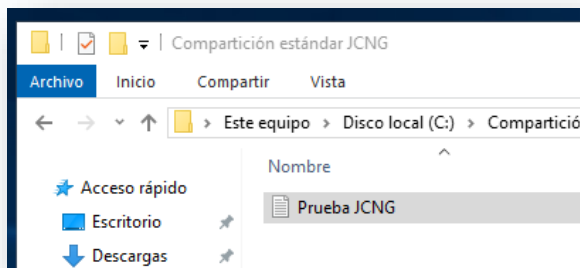 Compartición estándar JCNG
Archivo Inicio Compartir Vista
Este equipo > Disco local (C:) > Compartició
Nombre
Acceso rápido
Prueba JCNG
Escritorio
Descargas